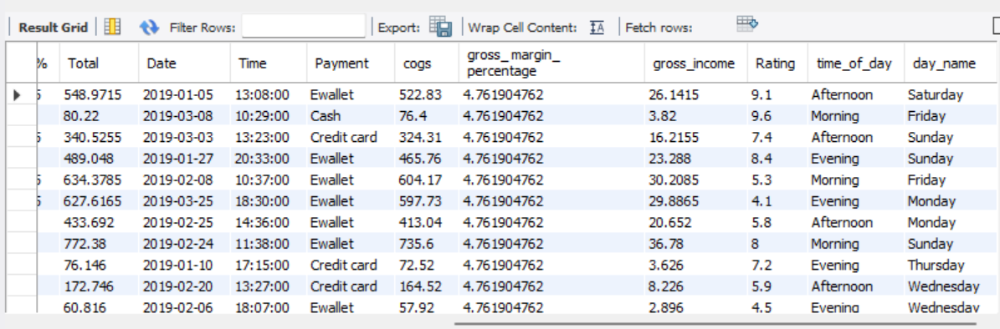 Result Grid Filter Rows: Export: Wrap Cell Content: Fetch rows:
% Total Date Time Payment cogs gross_margin_ gross_income Rating time_of_day day_name
percentage
5 548.9715 2019-01-05 13:08:00 Ewallet 522.83 4.761904762 26.1415 9.1 Afternoon Saturday
80.22 2019-03-08 10:29:00 Cash 76.4 4.761904762 3.82 9.6 Morning Friday
5 340.5255 2019-03-03 13:23:00 Credit card 324.31 4.761904762 16.2155 7.4 Afternoon Sunday
489.048 2019-01-27 20:33:00 Ewallet 465.76 4.761904762 23.288 8.4 Evening Sunday
5 634.3785 2019-02-08 10:37:00 Ewallet 604.17 4.761904762 30.2085 5.3 Morning Friday
5 627.6165 2019-03-25 18:30:00 Ewallet 597.73 4.761904762 29.8865 4.1 Evening Monday
433.692 2019-02-25 14:36:00 Ewallet 413.04 4.761904762 20.652 5.8 Afternoon Monday
772.38 2019-02-24 11:38:00 Ewallet 735.6 4.761904762 36.78 8 Morning Sunday
76.146 2019-01-10 17:15:00 Credit card 72.52 4.761904762 3.626 7.2 Evening Thursday
172.746 2019-02-20 13:27:00 Credit card 164.52 4.761904762 8.226 5.9 Afternoon Wednesday
60.816 2019-02-06 18:07:00 Ewallet 57.92 4.761904762 2.896 4.5 Evening Wednesday